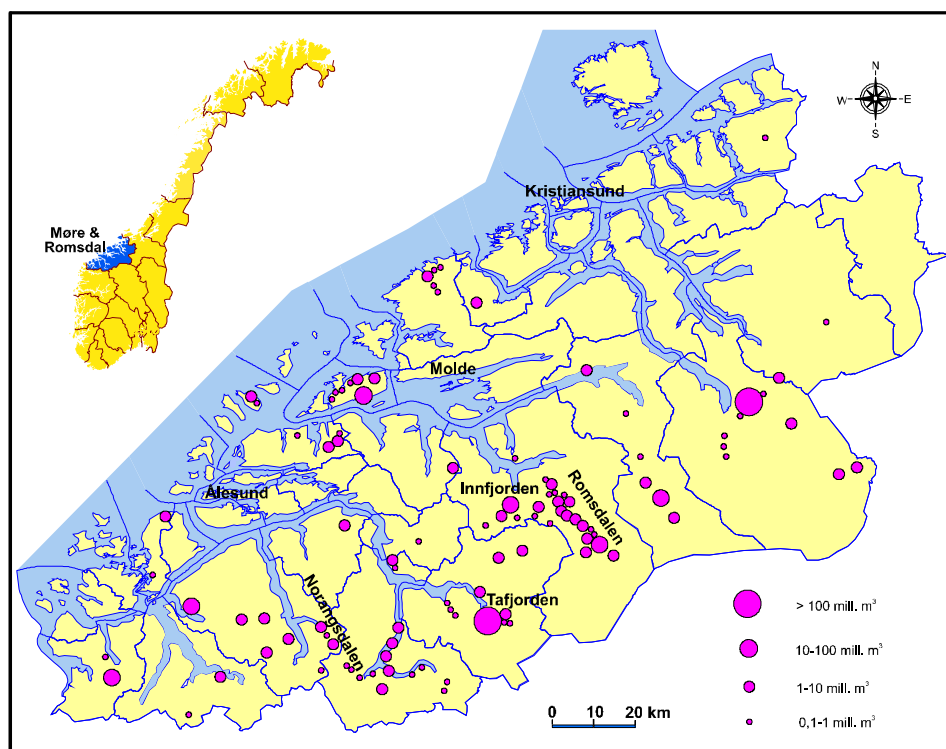 N
W E
S
Kristiansund
Møre &
Romsdal
Molde
Innfjorden
Romsdalen
Ålesund
Norangsdalen
Tafjorden
> 100 mill. m³
10-100 mill. m³
1-10 mill. m³
0,1-1 mill. m³
0 10 20 km